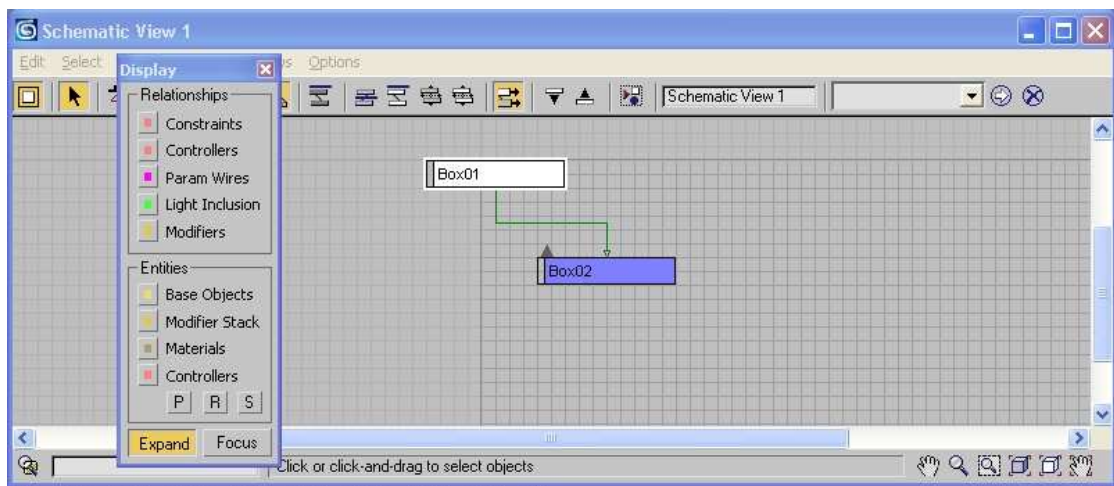 Schematic View 1
Edit Select Options
Display
Relationships
Constraints
Controllers
Param Wires
Light Inclusion
Modifiers
Entities
Base Objects
Modifier Stack
Materials
Controllers
P R S
Expand Focus
Schematic View 1
Box01
Box02
Click or click-and-drag to select objects